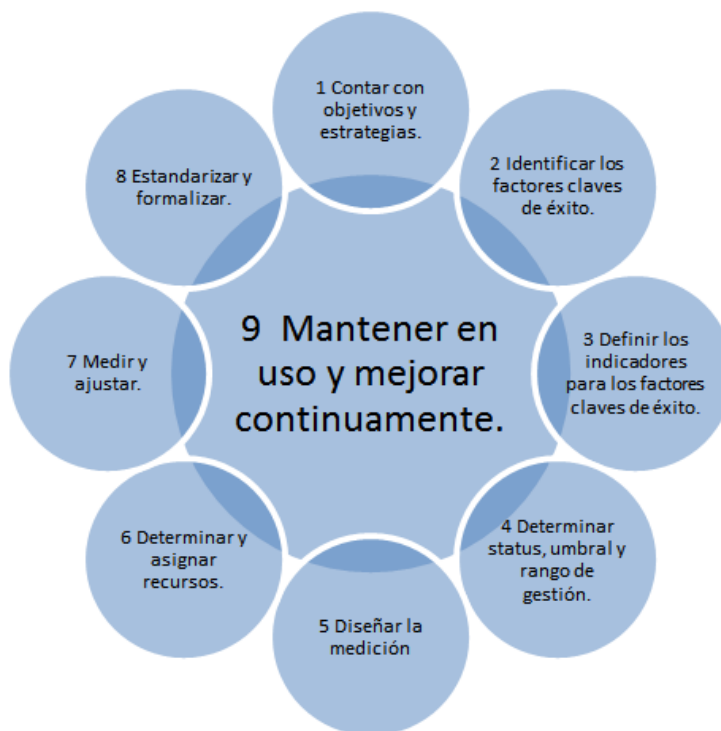 1 Contar con
objetivos y
estrategias.
2 Identificar los
factores claves
de éxito.
3 Definir los
indicadores
para los factores
claves de éxito.
4 Determinar
status, umbral y
rango de
gestión.
5 Diseñar la
medición
6 Determinar y
asignar
recursos.
7 Medir y
ajustar.
8 Estandarizar y
formalizar.
9 Mantener en
uso y mejorar
continuamente.